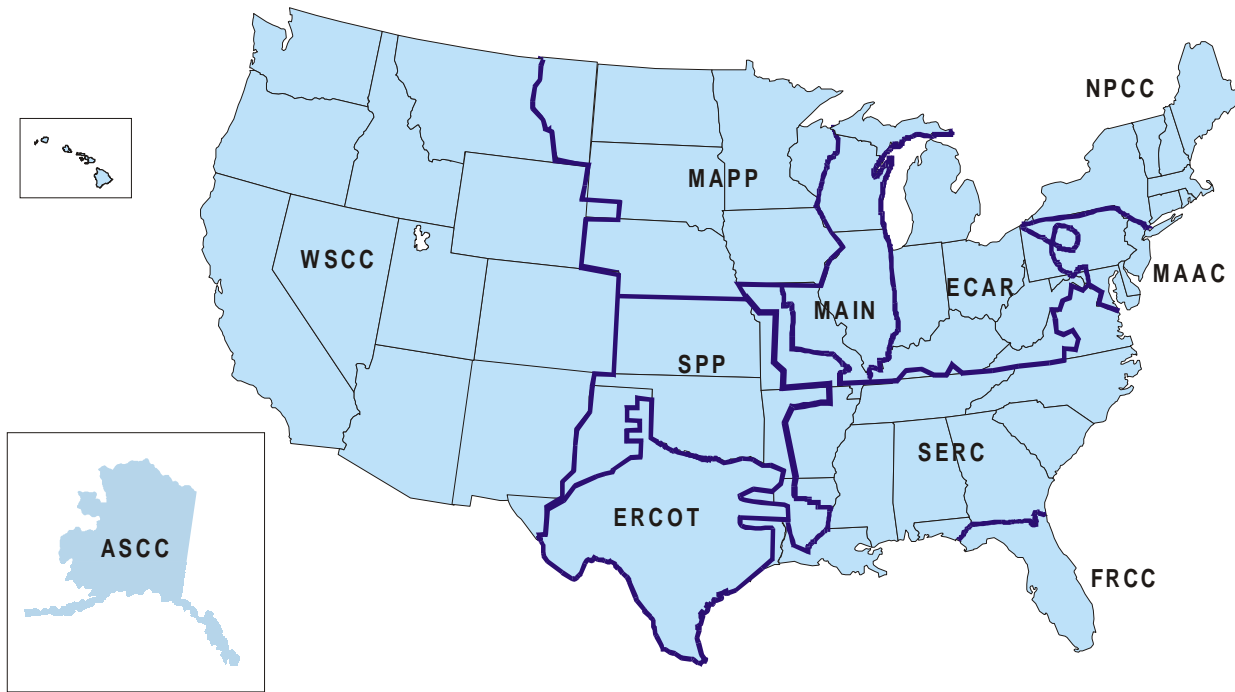 NPCC
MAPP
WSCC
MAAC
ECAR
MAIN
SPP
SERC
ERCOT
ASCC
FRCC